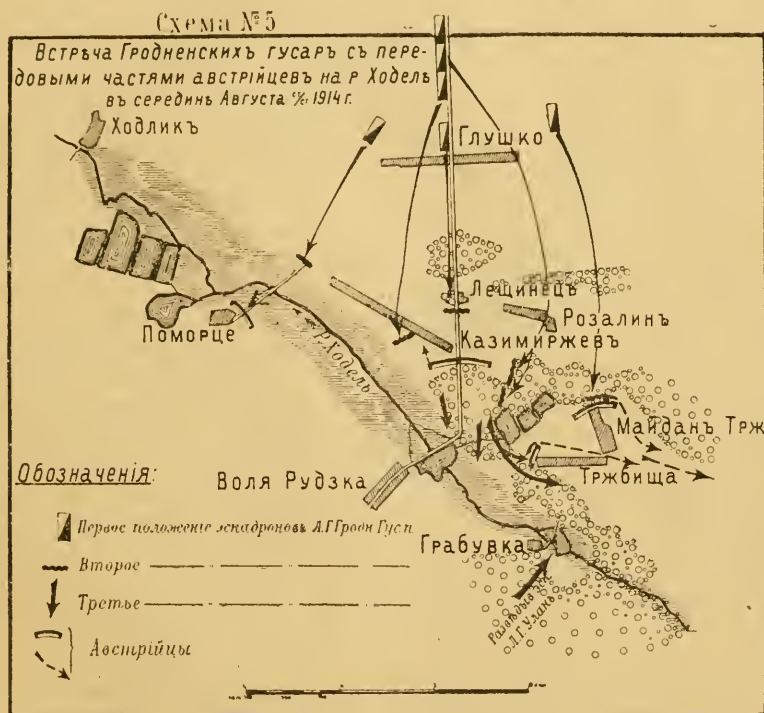 Схема №5
Встрѣча Гродненскихъ гусаръ съ пере-
довыми частями австрійцевъ на р Ходель
въ серединѣ Августа 1914 г.
Ходликъ
Глушко
Лещинецъ
Розалинъ
Казимиржевъ
Поморце
Р. Ходель
Майданъ Трж
Тржбища
Воля Рудзка
Грабувка
Развѣдыв.
Л.Г. Уланъ
Обозначенія:
Первое положеніе эскадроновъ Л.Г. Гродн Гус.п.
Второе
Третье
Австрійцы